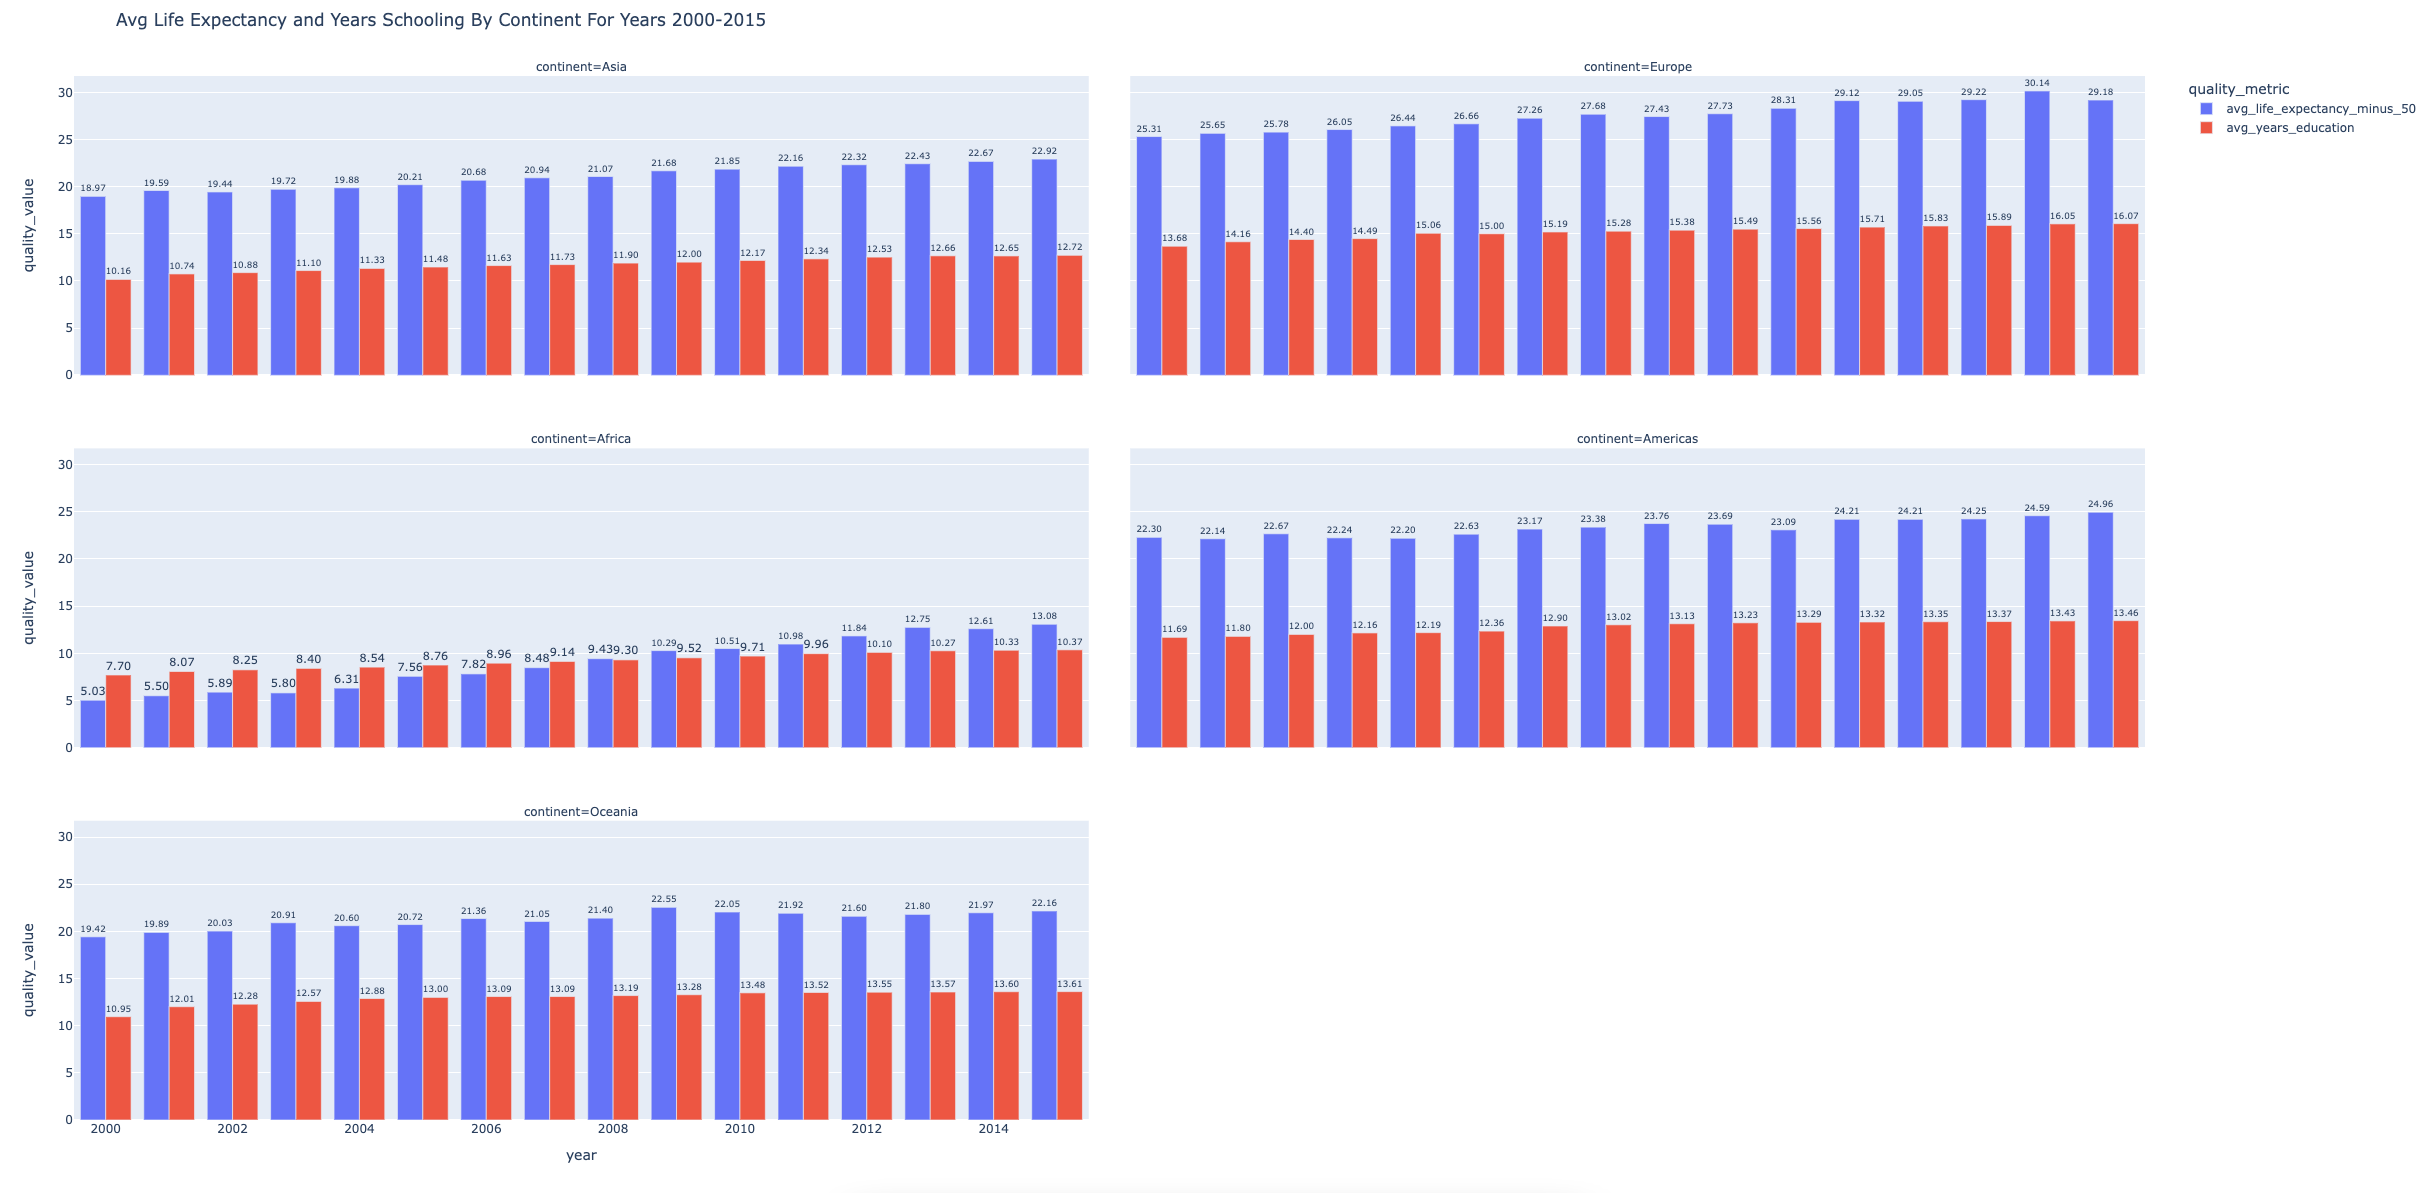 Avg Life Expectancy and Years Schooling By Continent For Years 2000-2015
continent=Asia
quality_value
30
25
20
15
10
5
0
18.97 19.59 19.44 19.72 19.88 20.21 20.68 20.94 21.07 21.68 21.85 22.16 22.32 22.43 22.67 22.92
10.16 10.74 10.88 11.10 11.33 11.48 11.63 11.73 11.90 12.00 12.17 12.34 12.53 12.66 12.65 12.72
continent=Europe
25.31 25.65 25.78 26.05 26.44 26.66 27.26 27.68 27.43 27.73 28.31 29.12 29.05 29.22 30.14 29.18
13.68 14.16 14.40 14.49 15.06 15.00 15.19 15.28 15.38 15.49 15.56 15.71 15.83 15.89 16.05 16.07
quality_metric
avg_life_expectancy_minus_50
avg_years_education
continent=Africa
quality_value
30
25
20
15
10
5
0
5.03 5.50 5.89 5.80 6.31 7.56 7.82 8.48 9.43 10.29 10.51 10.98 11.84 12.75 12.61 13.08
7.70 8.07 8.25 8.40 8.54 8.76 8.96 9.14 9.30 9.52 9.71 9.96 10.10 10.27 10.33 10.37
continent=Americas
22.30 22.14 22.67 22.24 22.20 22.63 23.17 23.38 23.76 23.69 23.09 24.21 24.21 24.25 24.59 24.96
11.69 11.80 12.00 12.16 12.19 12.36 12.90 13.02 13.13 13.23 13.29 13.32 13.35 13.37 13.43 13.46
continent=Oceania
quality_value
30
25
20
15
10
5
0
19.42 19.89 20.03 20.91 20.60 20.72 21.36 21.05 21.40 22.55 22.05 21.92 21.60 21.80 21.97 22.16
10.95 12.01 12.28 12.57 12.88 13.00 13.09 13.09 13.19 13.28 13.48 13.52 13.55 13.57 13.60 13.61
2000 2002 2004 2006 2008 2010 2012 2014
year